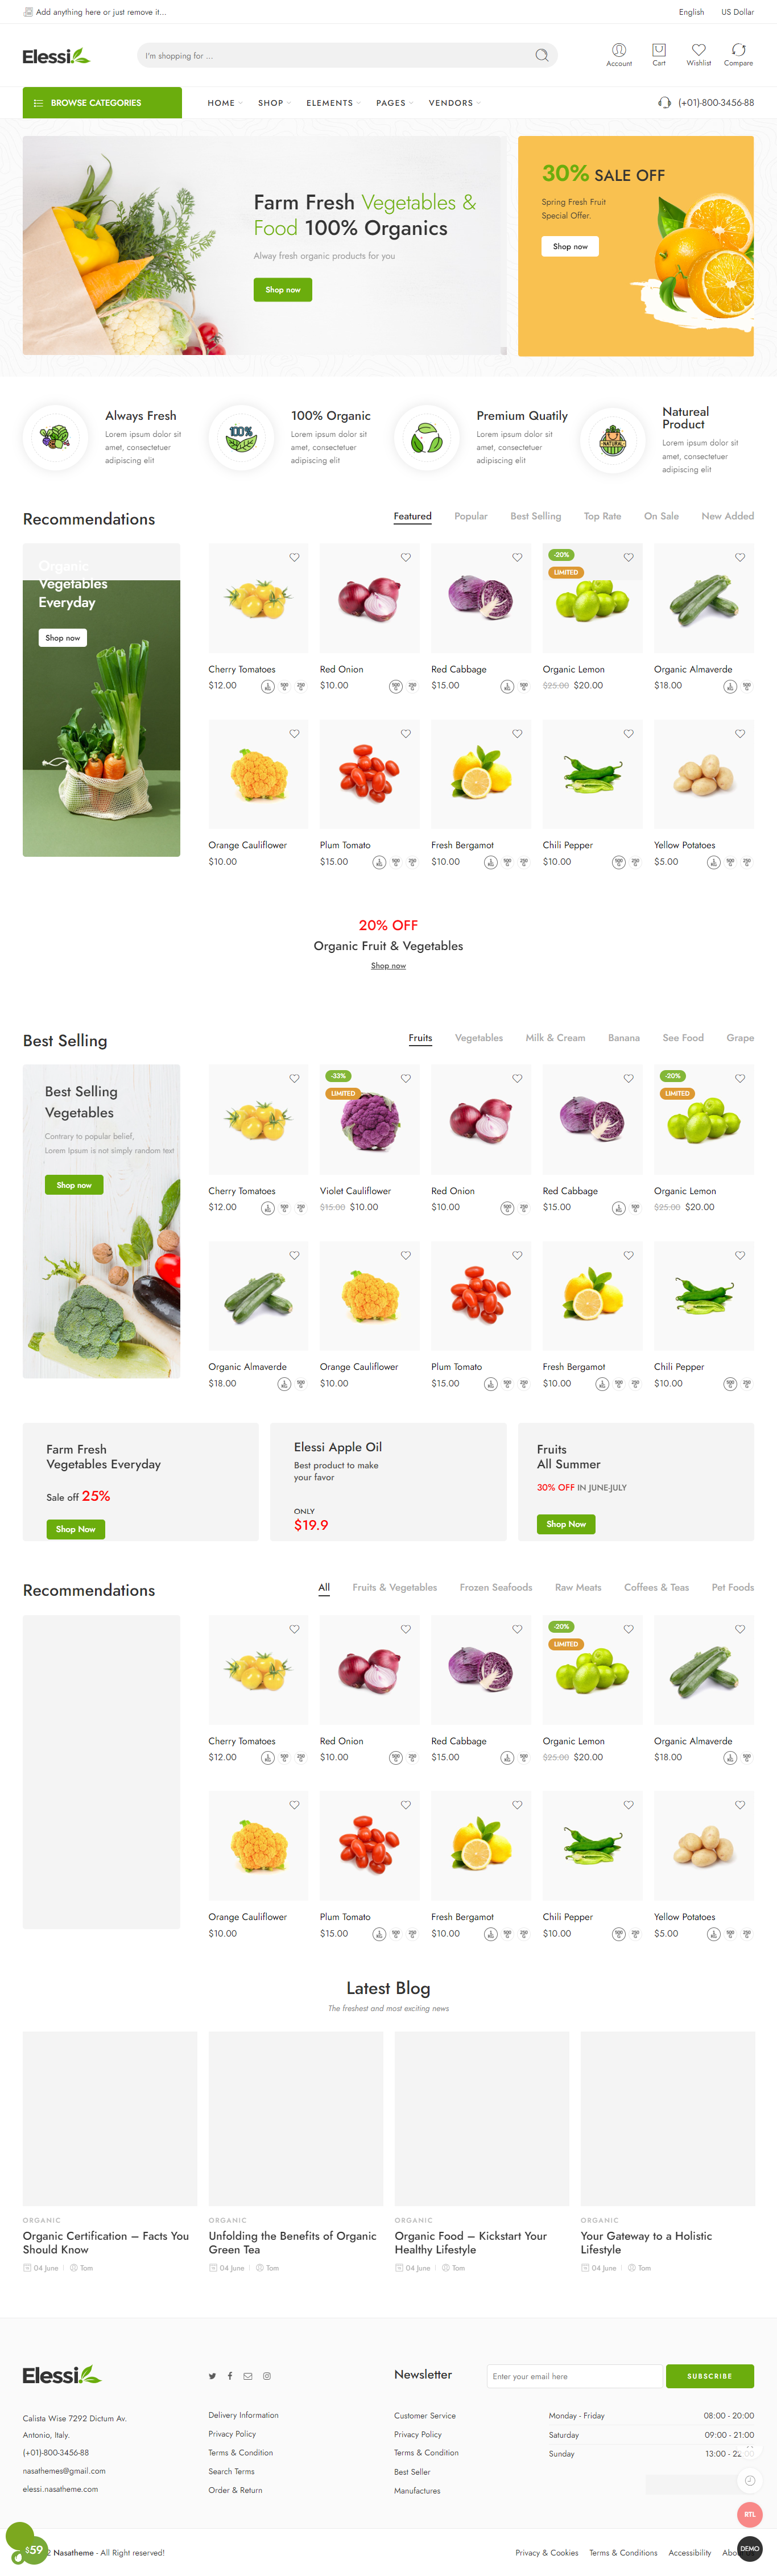 Add anything here or just remove it...
English
US Dollar
Elessi.
I'm shopping for ...
Account
Cart
Wishlist
Compare
BROWSE CATEGORIES
HOME
SHOP
ELEMENTS
PAGES
VENDORS
(+01)-800-3456-88
Farm Fresh Vegetables &
Food 100% Organics
Alway fresh organic products for you
Shop now
30% SALE OFF
Spring Fresh Fruit
Special Offer.
Shop now
Always Fresh
Lorem ipsum dolor sit
amet, consectetuer
adipiscing elit
100%
100% Organic
Lorem ipsum dolor sit
amet, consectetuer
adipiscing elit
Premium Quatily
Lorem ipsum dolor sit
amet, consectetuer
adipiscing elit
NATURAL
Natureal
Product
Lorem ipsum dolor sit
amet, consectetuer
adipiscing elit
Recommendations
Featured
Popular
Best Selling
Top Rate
On Sale
New Added
Organic
Vegetables
Everyday
Shop now
-20%
LIMITED
Cherry Tomatoes
$12.00
Red Onion
$10.00
Red Cabbage
$15.00
Organic Lemon
$25.00 $20.00
Organic Almaverde
$18.00
Orange Cauliflower
$10.00
Plum Tomato
$15.00
Fresh Bergamot
$10.00
Chili Pepper
$10.00
Yellow Potatoes
$5.00
20% OFF
Organic Fruit & Vegetables
Shop now
Best Selling
Fruits
Vegetables
Milk & Cream
Banana
See Food
Grape
Best Selling
Vegetables
Contrary to popular belief,
Lorem Ipsum is not simply random text
Shop now
-33%
LIMITED
-20%
LIMITED
Cherry Tomatoes
$12.00
Violet Cauliflower
$15.00 $10.00
Red Onion
$10.00
Red Cabbage
$15.00
Organic Lemon
$25.00 $20.00
Organic Almaverde
$18.00
Orange Cauliflower
$10.00
Plum Tomato
$15.00
Fresh Bergamot
$10.00
Chili Pepper
$10.00
Farm Fresh
Vegetables Everyday
Sale off 25%
Shop Now
Elessi Apple Oil
Best product to make
your favor
ONLY
$19.9
Fruits
All Summer
30% OFF IN JUNE-JULY
Shop Now
Recommendations
All
Fruits & Vegetables
Frozen Seafoods
Raw Meats
Coffees & Teas
Pet Foods
-20%
LIMITED
Cherry Tomatoes
$12.00
Red Onion
$10.00
Red Cabbage
$15.00
Organic Lemon
$25.00 $20.00
Organic Almaverde
$18.00
Orange Cauliflower
$10.00
Plum Tomato
$15.00
Fresh Bergamot
$10.00
Chili Pepper
$10.00
Yellow Potatoes
$5.00
Latest Blog
The freshest and most exciting news
ORGANIC
Organic Certification – Facts You
Should Know
04 June
Tom
ORGANIC
Unfolding the Benefits of Organic
Green Tea
04 June
Tom
ORGANIC
Organic Food – Kickstart Your
Healthy Lifestyle
04 June
Tom
ORGANIC
Your Gateway to a Holistic
Lifestyle
04 June
Tom
Elessi.
Calista Wise 7292 Dictum Av.
Antonio, Italy.
(+01)-800-3456-88
nasathemes@gmail.com
elessi.nasatheme.com
Delivery Information
Privacy Policy
Terms & Condition
Search Terms
Order & Return
Newsletter
Enter your email here
SUBSCRIBE
Customer Service
Privacy Policy
Terms & Condition
Best Seller
Manufactures
Monday - Friday
08:00 - 20:00
Saturday
09:00 - 21:00
Sunday
13:00 - 22:00
RTL
DEMO
$59
2 Nasatheme - All Right reserved!
Privacy & Cookies
Terms & Conditions
Accessibility